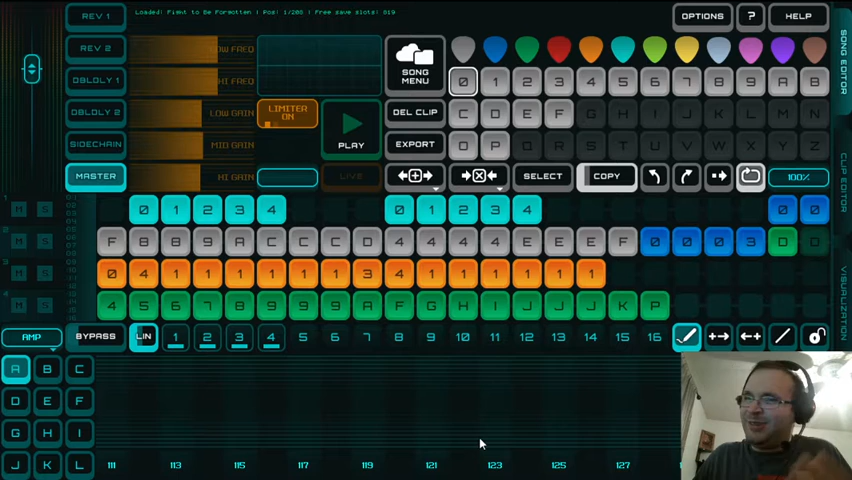 REV 1
Loaded: Fismt to Be Forgotten | Pos: 1/200 | Free save slots: 819
OPTIONS ? HELP
REV 2
LOW FREQ
SONG MENU
DBLDLY 1
HI FREQ
0 1 2 3 4 5 6 7 8 9 A B
DBLDLY 2
LOW GAIN
LIMITER ON
DEL CLIP
C D E F G H I J K L M N
PLAY
SIDECHAIN
MID GAIN
EXPORT
O P Q R S T U V W X Y Z
MASTER
HI GAIN
LIVE
SELECT COPY 100%
SONG EDITOR
CLIP EDITOR
VISUALIZATION
1 M S 0 1 2 3 4 0 1 2 3 4 0 0
2 M S F 8 8 9 A C C D 4 4 4 E E E F 0 0 0 3 D D
3 M S 0 4 1 1 1 1 1 1 3 4 1 1 1 1 1 1
4 M S 4 5 6 7 8 9 9 9 A F H I J J J K P
AMP BYPASS LIN 1 2 3 4 5 6 7 8 9 10 11 12 13 14 15 16
A B C
D E F
G H I
J K L
111 113 115 117 119 121 123 125 127